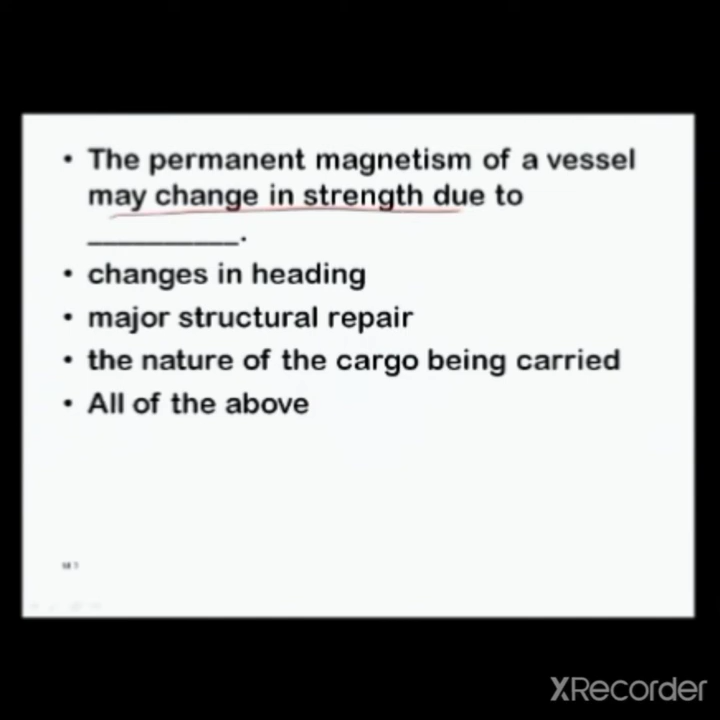 • The permanent magnetism of a vessel
may change in strength due to
__________.
• changes in heading
• major structural repair
• the nature of the cargo being carried
• All of the above
XRecorder